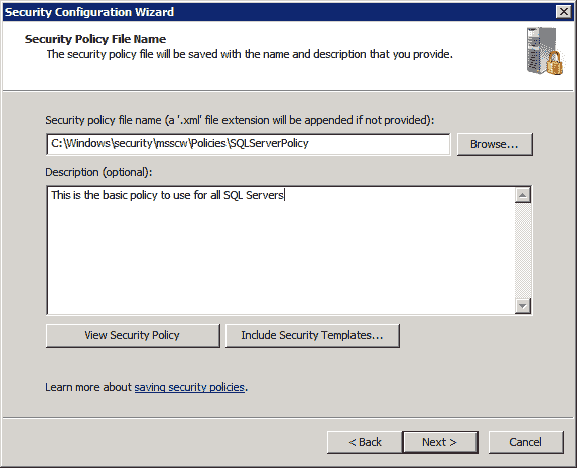 Security Configuration Wizard
Security Policy File Name
The security policy file will be saved with the name and description that you provide.
Security policy file name (a '.xml' file extension will be appended if not provided):
C:\Windows\security\msscw\Policies\SQLServerPolicy
Browse...
Description (optional):
This is the basic policy to use for all SQL Servers
View Security Policy
Include Security Templates...
Learn more about saving security policies.
< Back
Next >
Cancel